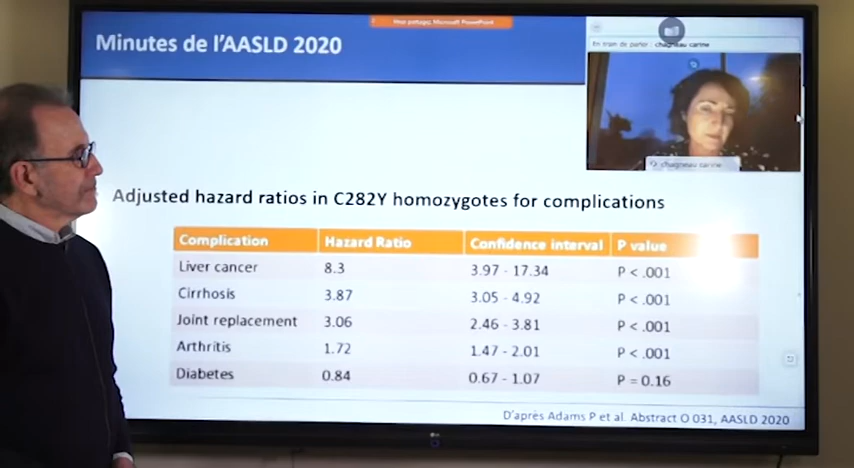 Minutes de l'AASLD 2020
Microsoft PowerPoint
En train de parler : chagneau carine
chagneau carine
Adjusted hazard ratios in C282Y homozygotes for complications
Complication Hazard Ratio Confidence interval P value
Liver cancer 8.3 3.97 - 17.34 P < .001
Cirrhosis 3.87 3.05 - 4.92 P < .001
Joint replacement 3.06 2.46 - 3.81 P < .001
Arthritis 1.72 1.47 - 2.01 P < .001
Diabetes 0.84 0.67 - 1.07 P = 0.16
D'après Adams P et al. Abstract O 031, AASLD 2020
LG